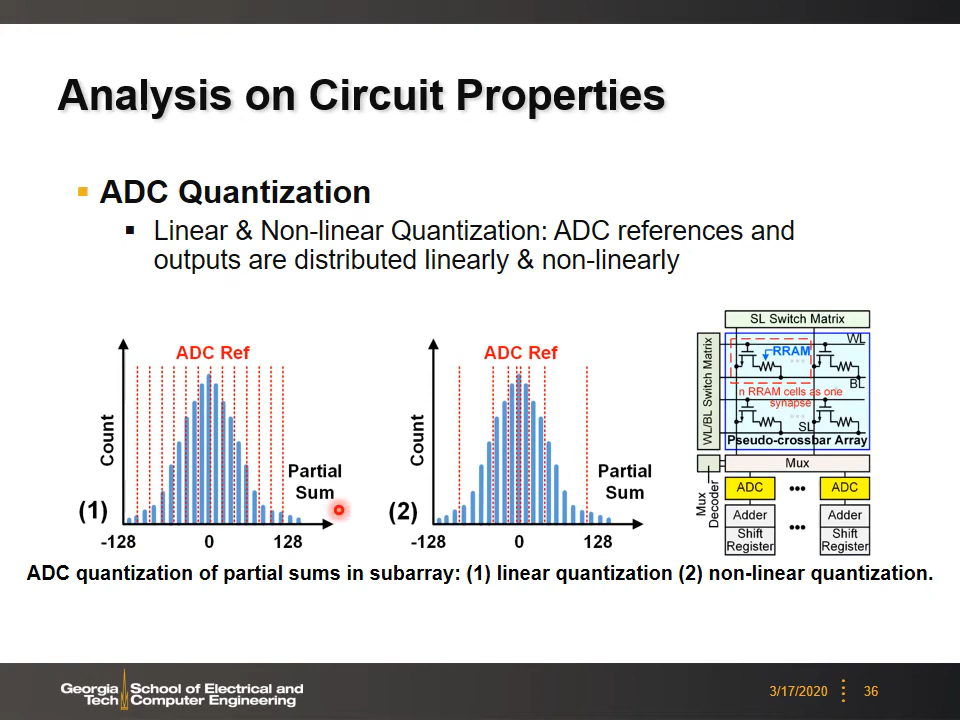 Analysis on Circuit Properties
ADC Quantization
Linear & Non-linear Quantization: ADC references and
outputs are distributed linearly & non-linearly
ADC Ref
Count
Partial
Sum
(1)
-128 0 128
ADC Ref
Count
Partial
Sum
(2)
-128 0 128
SL Switch Matrix
WL/BL Switch Matrix
WL
RRAM
BL
n RRAM cells as one
synapse
SL
Pseudo-crossbar Array
Mux
Mux
Decoder
ADC ••• ADC
Adder Adder
•••
Shift
Register
Shift
Register
ADC quantization of partial sums in subarray: (1) linear quantization (2) non-linear quantization.
Georgia
Tech
School of Electrical and
Computer Engineering
3/17/2020
36